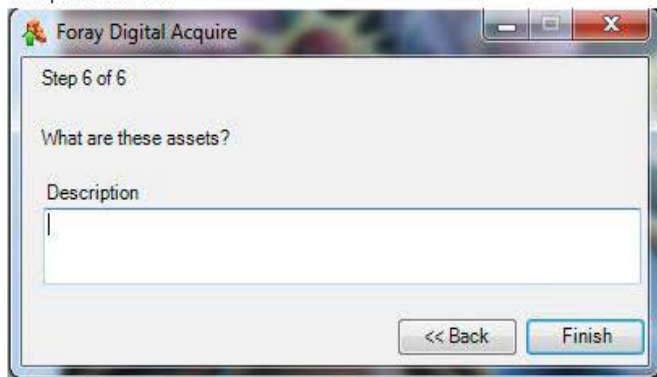 Foray Digital Acquire
Step 6 of 6
What are these assets?
Description
<< Back Finish